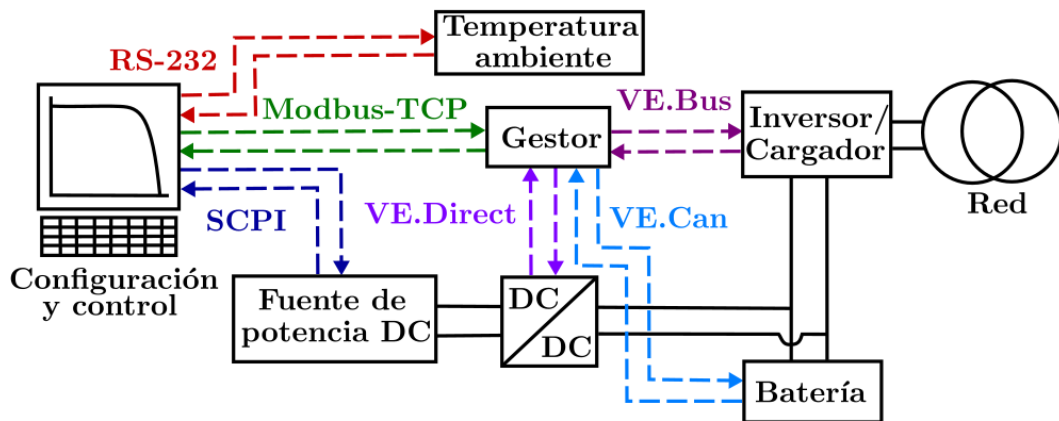 Temperatura
ambiente
RS-232
Modbus-TCP
VE.Bus
Gestor
Inversor/
Cargador
Red
SCPI
VE.Direct
VE.Can
Configuración
y control
Fuente de
potencia DC
DC
DC
Batería